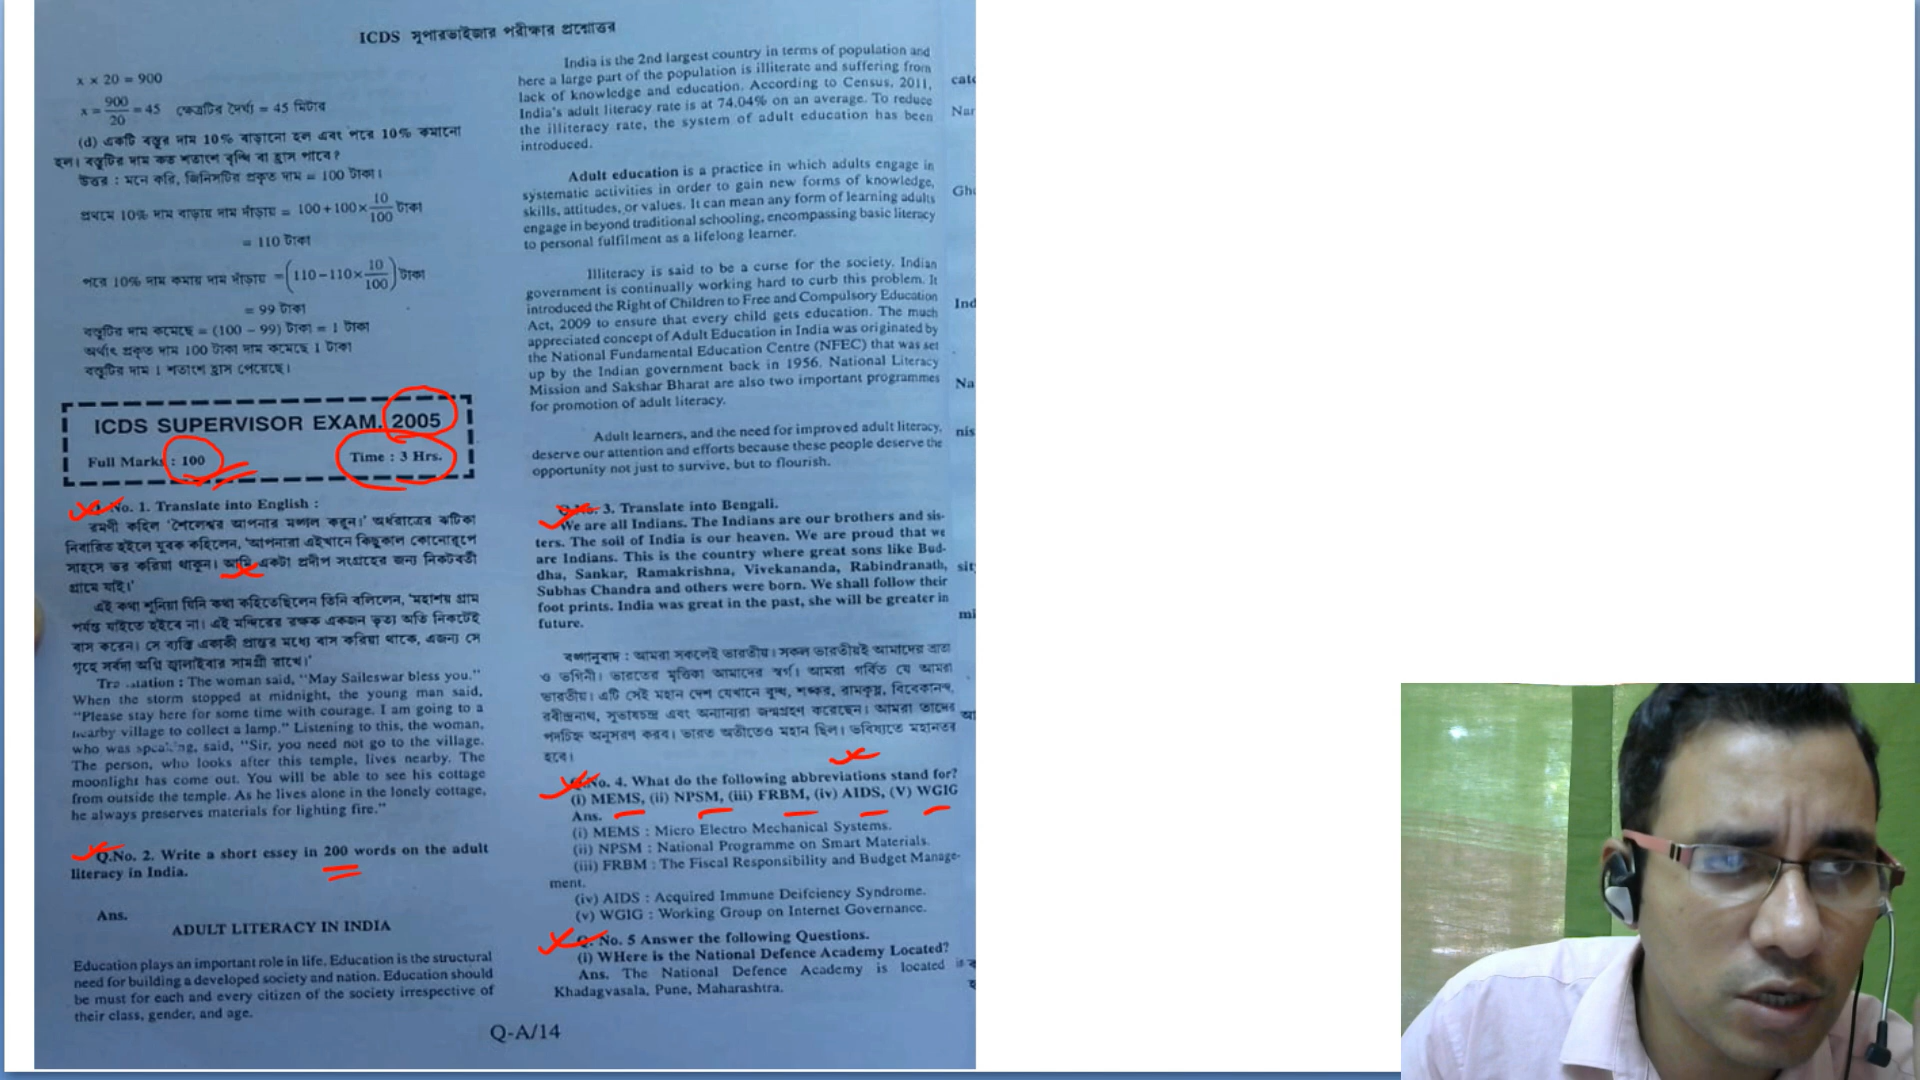 ICDS সুপারভাইজার পরীক্ষার প্রশ্নোত্তর
x × 20 = 900
x = 900/20 = 45 ক্ষেত্রটির দৈর্ঘ্য = 45 মিটার
(d) একটি বস্তুর দাম 10% বাড়ানো হল এবং পরে 10% কমানো
হল। বস্তুটির দাম কত শতাংশ বৃদ্ধি বা হ্রাস পাবে?
উত্তর : মনে করি, জিনিসটির প্রকৃত দাম = 100 টাকা।
প্রথমে 10% দাম বাড়ায় দাম দাঁড়ায় = 100+100×10/100 টাকা
= 110 টাকা
পরে 10% দাম কমায় দাম দাঁড়ায় =(110−110×10/100) টাকা
= 99 টাকা
বস্তুটির দাম কমেছে = (100 – 99) টাকা = 1 টাকা
অর্থাৎ প্রকৃত দাম 100 টাকা দাম কমেছে 1 টাকা
বস্তুটির দাম 1 শতাংশ হ্রাস পেয়েছে।
ICDS SUPERVISOR EXAM. 2005
Full Marks : 100 Time : 3 Hrs.
No. 1. Translate into English :
রমণী কহিল 'শৈলেশ্বর আপনার মঙ্গল করুন।' অর্ধরাত্রের ঝটিকা
নিবারিত হইলে যুবক কহিলেন, 'আপনারা এইখানে কিছুকাল কোনোরূপে
সাহসে ভর করিয়া থাকুন। আমি একটা প্রদীপ সংগ্রহের জন্য নিকটবর্তী
গ্রামে যাই।'
এই কথা শুনিয়া যিনি কথা কহিতেছিলেন তিনি বলিলেন, 'মহাশয় গ্রাম
পর্যন্ত যাইতে হইবে না। এই মন্দিরের রক্ষক একজন ভৃত্য অতি নিকটেই
বাস করেন। সে ব্যক্তি একাকী প্রান্তর মধ্যে বাস করিয়া থাকে, এজন্য সে
গৃহে সর্বদা অগ্নি জ্বালাইবার সামগ্রী রাখে।'
Translation : The woman said, "May Saileswar bless you."
When the storm stopped at midnight, the young man said,
"Please stay here for some time with courage. I am going to a
nearby village to collect a lamp." Listening to this, the woman,
who was speaking, said, "Sir, you need not go to the village.
The person, who looks after this temple, lives nearby. The
moonlight has come out. You will be able to see his cottage
from outside the temple. As he lives alone in the lonely cottage,
he always preserves materials for lighting fire."
Q.No. 2. Write a short essey in 200 words on the adult
literacy in India.
Ans.
ADULT LITERACY IN INDIA
Education plays an important role in life. Education is the structural
need for building a developed society and nation. Education should
be must for each and every citizen of the society irrespective of
their class, gender, and age.
India is the 2nd largest country in terms of population and
here a large part of the population is illiterate and suffering from
lack of knowledge and education. According to Census, 2011,
India's adult literacy rate is at 74.04% on an average. To reduce
the illiteracy rate, the system of adult education has been
introduced.
Adult education is a practice in which adults engage in
systematic activities in order to gain new forms of knowledge,
skills, attitudes, or values. It can mean any form of learning adults
engage in beyond traditional schooling, encompassing basic literacy
to personal fulfilment as a lifelong learner.
Illiteracy is said to be a curse for the society. Indian
government is continually working hard to curb this problem. It
introduced the Right of Children to Free and Compulsory Education
Act, 2009 to ensure that every child gets education. The much
appreciated concept of Adult Education in India was originated by
the National Fundamental Education Centre (NFEC) that was set
up by the Indian government back in 1956. National Literacy
Mission and Sakshar Bharat are also two important programmes
for promotion of adult literacy.
Adult learners, and the need for improved adult literacy,
deserve our attention and efforts because these people deserve the
opportunity not just to survive, but to flourish.
Q.No. 3. Translate into Bengali.
We are all Indians. The Indians are our brothers and sis-
ters. The soil of India is our heaven. We are proud that we
are Indians. This is the country where great sons like Bud-
dha, Sankar, Ramakrishna, Vivekananda, Rabindranath,
Subhas Chandra and others were born. We shall follow their
foot prints. India was great in the past, she will be greater in
future.
বঙ্গানুবাদ : আমরা সকলেই ভারতীয়। সকল ভারতীয়ই আমাদের ভ্রাতা
ও ভগিনী। ভারতের মৃত্তিকা আমাদের স্বর্গ। আমরা গর্বিত যে আমরা
ভারতীয়। এটি সেই মহান দেশ যেখানে বুদ্ধ, শঙ্কর, রামকৃষ্ণ, বিবেকানন্দ,
রবীন্দ্রনাথ, সুভাষচন্দ্র এবং অন্যান্যরা জন্মগ্রহণ করেছেন। আমরা তাদের
পদচিহ্ন অনুসরণ করব। ভারত অতীতেও মহান ছিল। ভবিষ্যতে মহানতর
হবে।
No. 4. What do the following abbreviations stand for?
(i) MEMS, (ii) NPSM, (iii) FRBM, (iv) AIDS, (V) WGIG
Ans.
(i) MEMS : Micro Electro Mechanical Systems.
(ii) NPSM : National Programme on Smart Materials.
(iii) FRBM : The Fiscal Responsibility and Budget Manage-
ment.
(iv) AIDS : Acquired Immune Deifciency Syndrome.
(v) WGIG : Working Group on Internet Governance.
Q. No. 5 Answer the following Questions.
(i) WHere is the National Defence Academy Located?
Ans. The National Defence Academy is located
Khadagvasala, Pune, Maharashtra.
Q-A/14